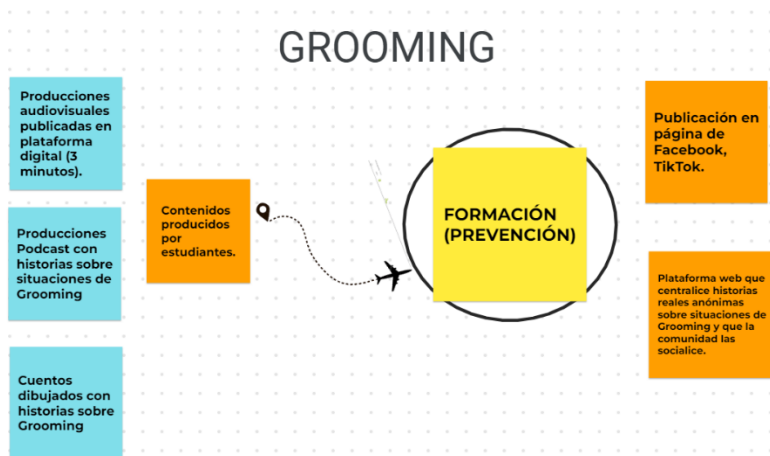 GROOMING
Producciones
audiovisuales
publicadas en
plataforma
digital (3
minutos).
Producciones
Podcast con
historias sobre
situaciones de
Grooming
Cuentos
dibujados con
historias sobre
Grooming
Contenidos
producidos
por
estudiantes.
FORMACIÓN
(PREVENCIÓN)
Publicación en
página de
Facebook,
TikTok.
Plataforma web que
centralice historias
reales anónimas
sobre situaciones de
Grooming y que la
comunidad las
socialice.